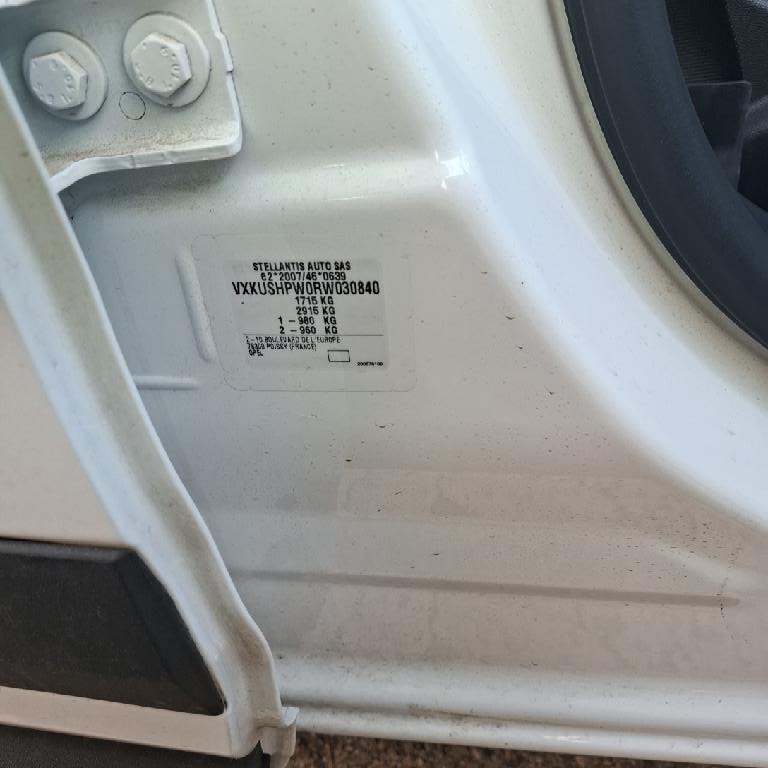 STELLANTIS AUTO SAS
e2*2007/46*0639
VXKUSHPW0RW030840
1715 KG
2915 KG
1 - 980 KG
2 - 960 KG
2-10 BOULEVARD DE L'EUROPE
78300 POISSY (FRANCE)
OPEL